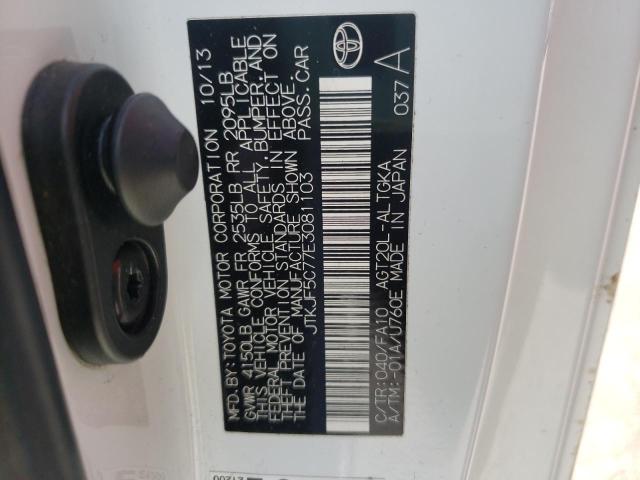 MFD.BY:TOYOTA MOTOR CORPORATION 10/13
GVWR 4150LB GAWR FR 2535LB RR 2095LB
THIS VEHICLE CONFORMS TO ALL APPLICABLE
FEDERAL MOTOR VEHICLE SAFETY, BUMPER, AND
THEFT PREVENTION STANDARDS IN EFFECT ON
THE DATE OF MANUFACTURE SHOWN ABOVE.
JTKJF5C77E3081103 PASS.CAR
C/TR:040/FA10 AGT20L-ALTGKA
A/TM:-01A/U760E MADE IN JAPAN
037A
21200